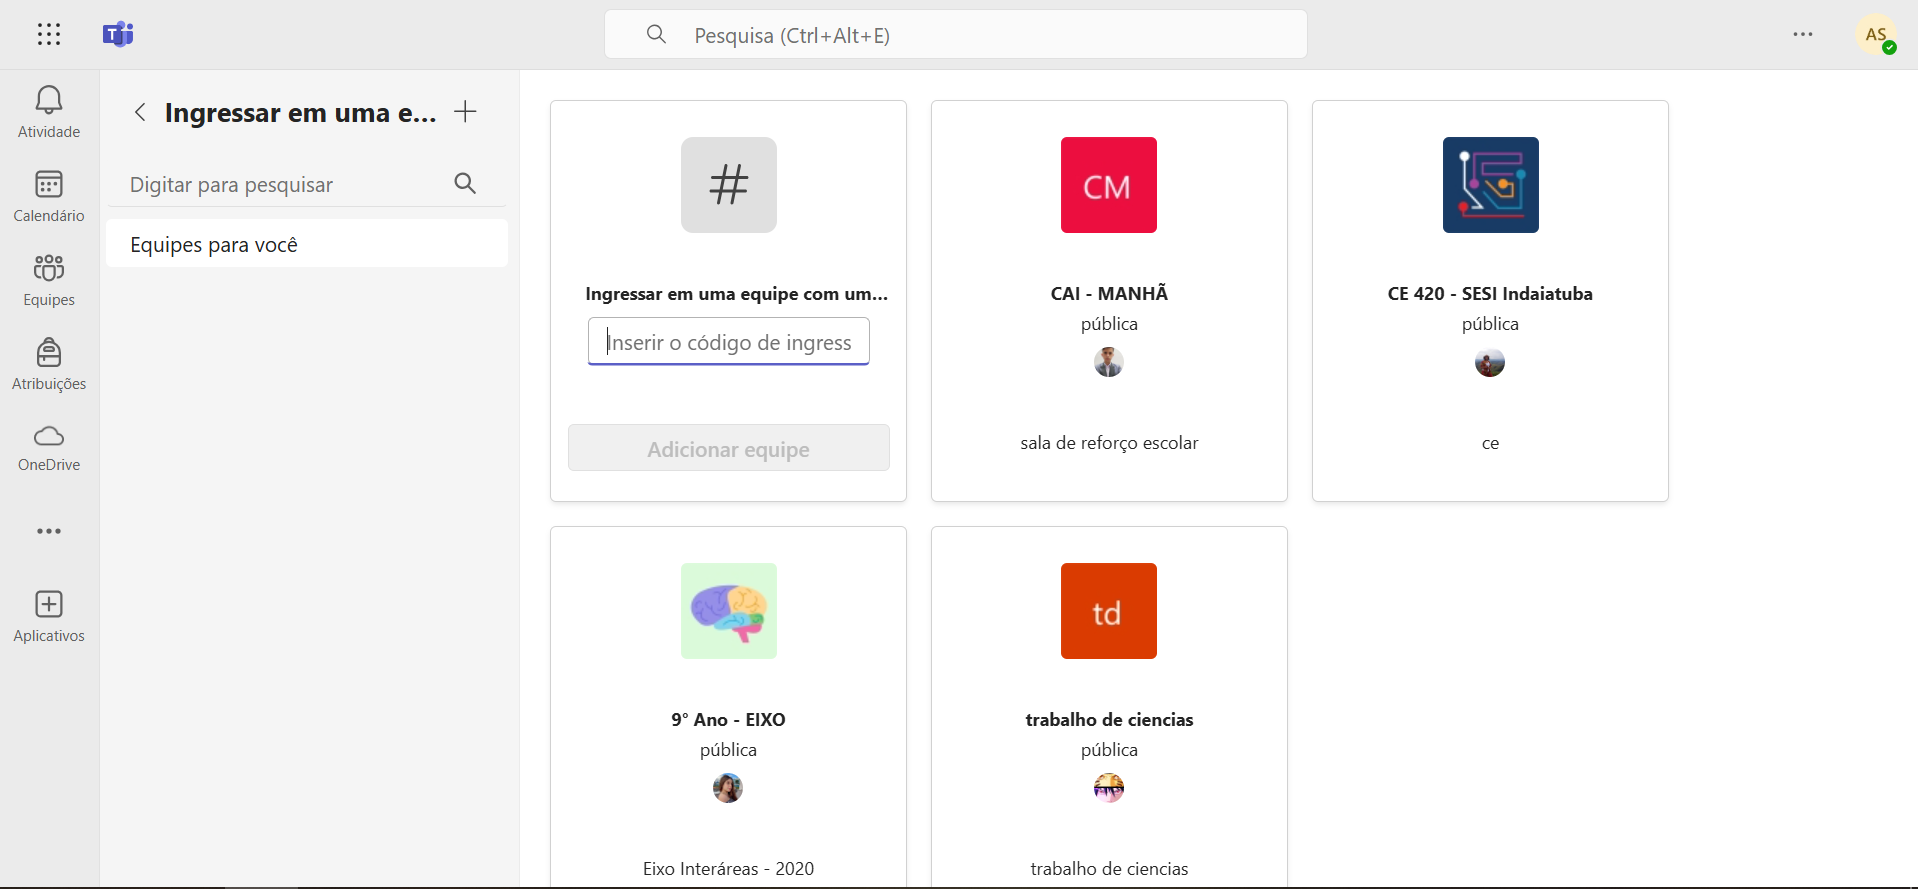 Pesquisa (Ctrl+Alt+E)
AS
Atividade
Calendário
Equipes
Atribuições
OneDrive
Aplicativos
Ingressar em uma e...
Digitar para pesquisar
Equipes para você
#
Ingressar em uma equipe com um...
Inserir o código de ingress
Adicionar equipe
CM
CAI - MANHÃ
pública
sala de reforço escolar
CE 420 - SESI Indaiatuba
pública
ce
9° Ano - EIXO
pública
Eixo Interáreas - 2020
td
trabalho de ciencias
pública
trabalho de ciencias